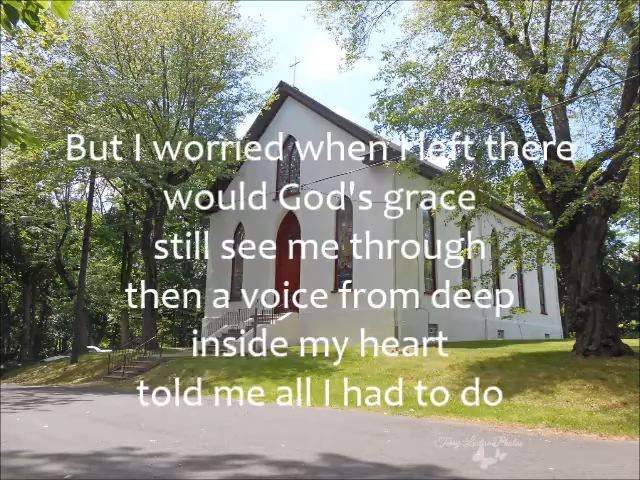 But I worried when I left there
would God's grace
still see me through
then a voice from deep
inside my heart
told me all I had to do